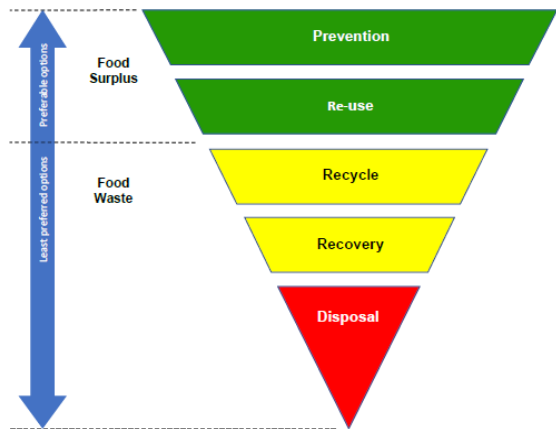 Prevention
Food
Surplus
Preferable options
Re-use
Recycle
Food
Waste
Least preferred options
Recovery
Disposal